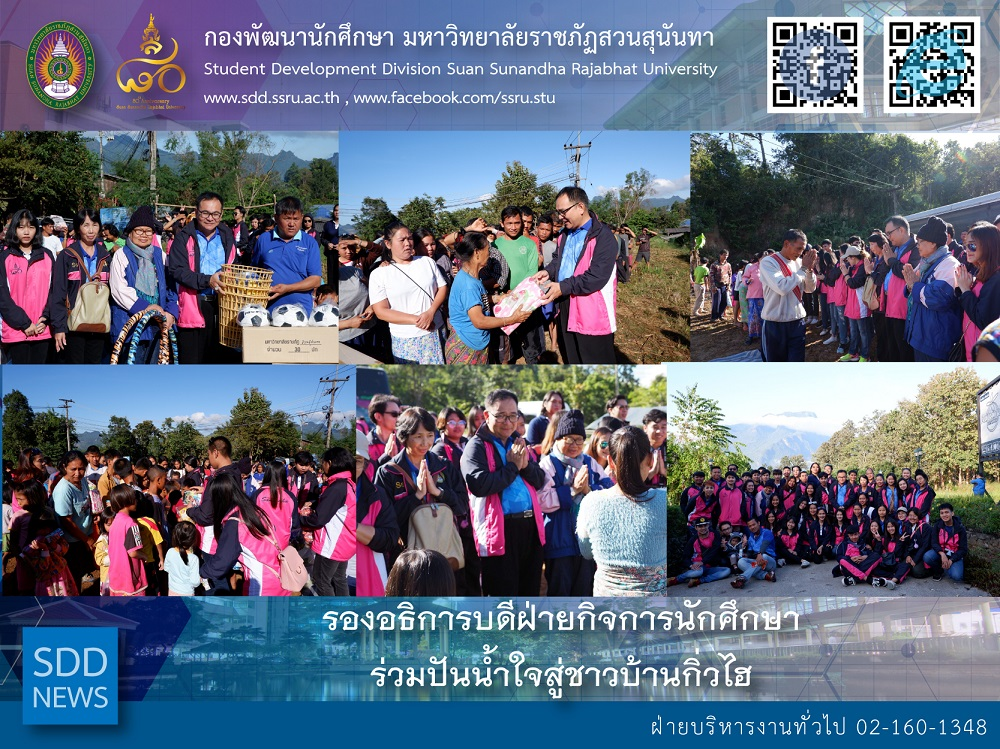 กองพัฒนานักศึกษา มหาวิทยาลัยราชภัฏสวนสุนันทา
Student Development Division Suan Sunandha Rajabhat University
www.sdd.ssru.ac.th , www.facebook.com/ssru.stu
รองอธิการบดีฝ่ายกิจการนักศึกษา
ร่วมปันน้ำใจสู่ชาวบ้านกิ่วไฮ
SDD
NEWS
ฝ่ายบริหารงานทั่วไป 02-160-1348